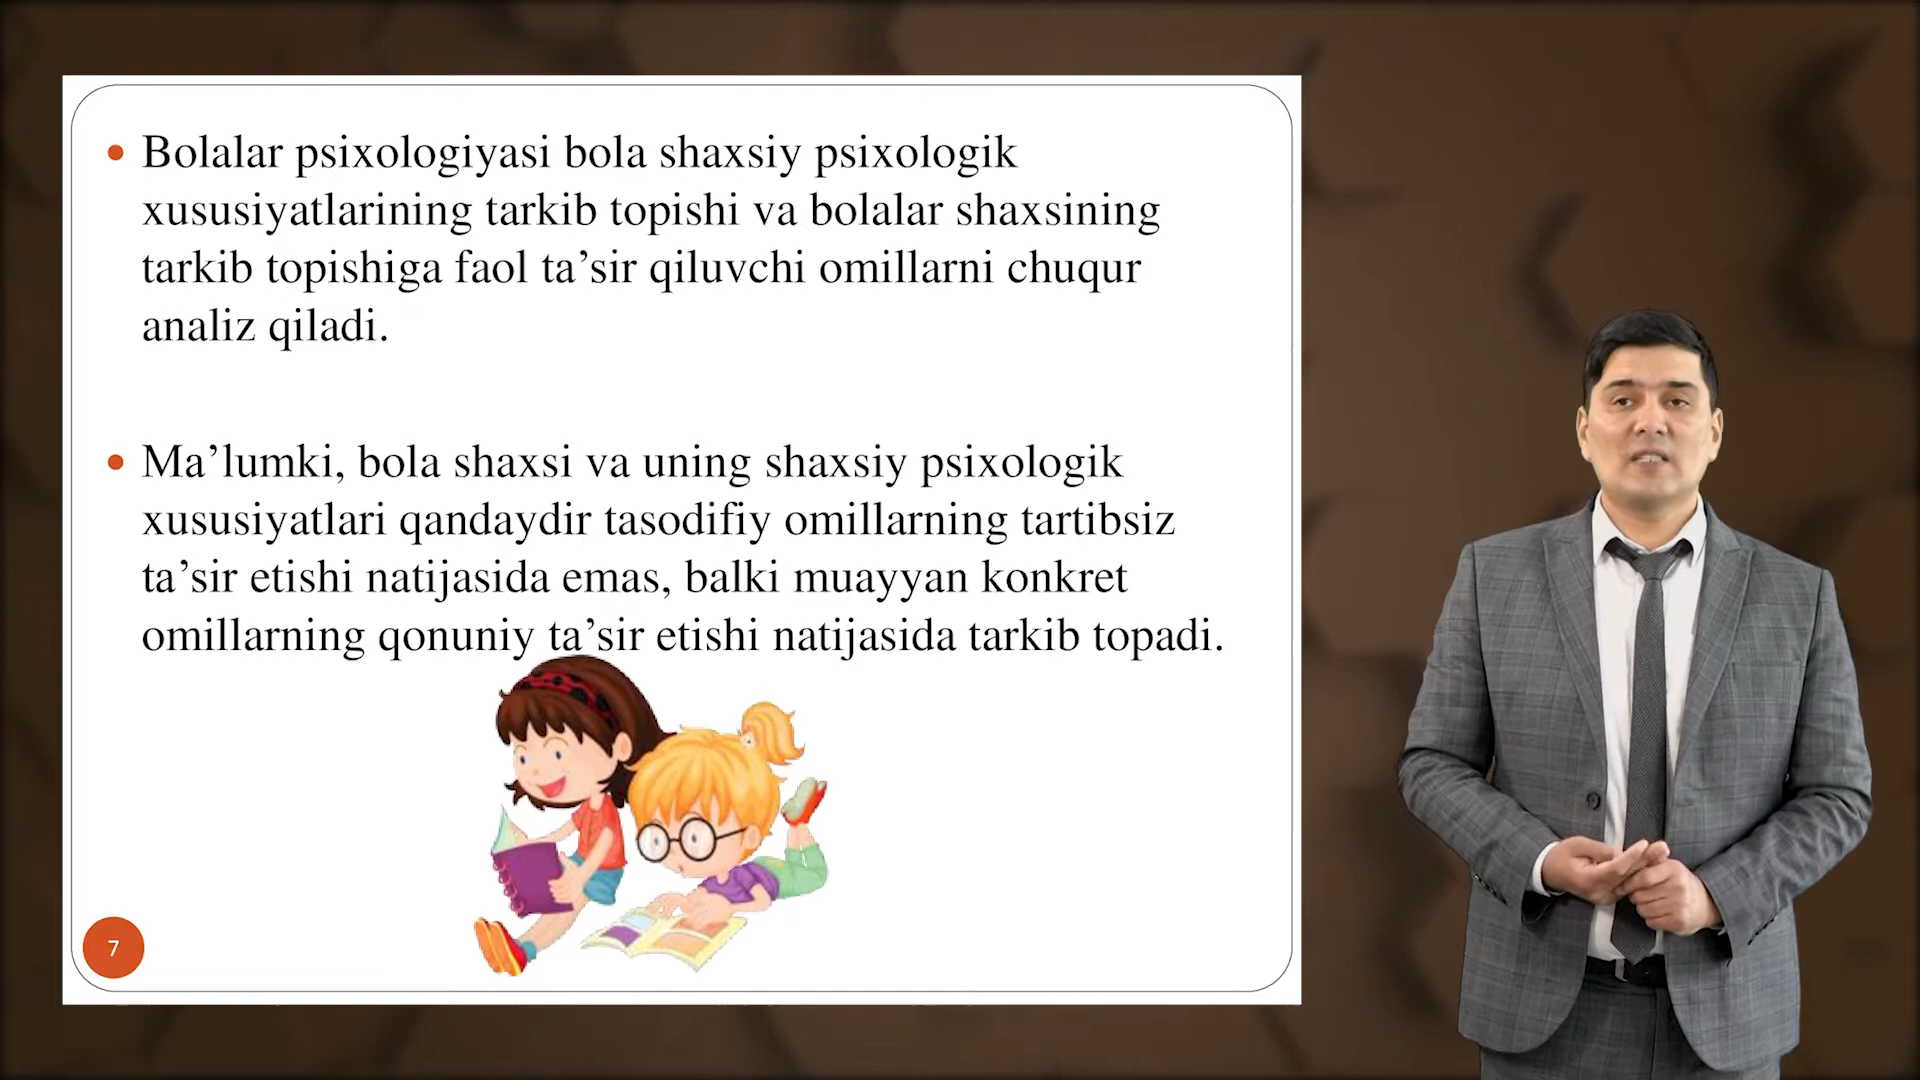 Bolalar psixologiyasi bola shaxsiy psixologik
xususiyatlarining tarkib topishi va bolalar shaxsining
tarkib topishiga faol ta’sir qiluvchi omillarni chuqur
analiz qiladi.
Ma’lumki, bola shaxsi va uning shaxsiy psixologik
xususiyatlari qandaydir tasodifiy omillarning tartibsiz
ta’sir etishi natijasida emas, balki muayyan konkret
omillarning qonuniy ta’sir etishi natijasida tarkib topadi.
7